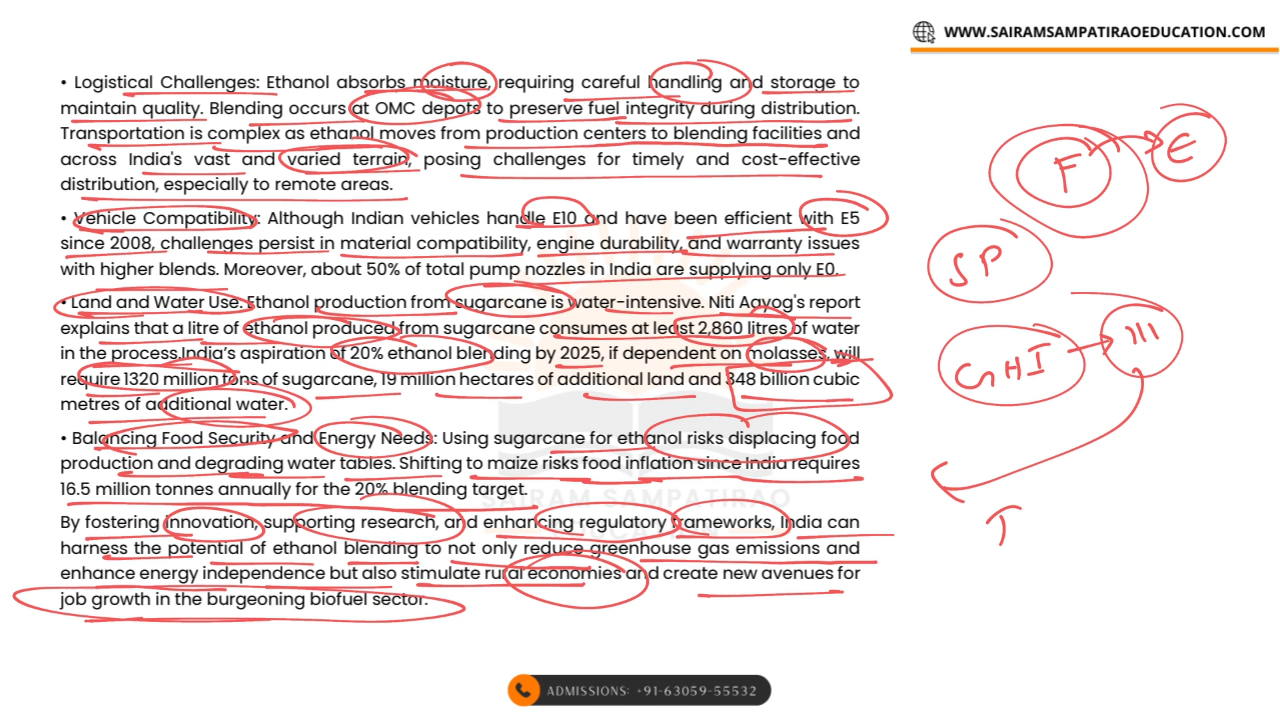 WWW.SAIRAMSAMPATIRAOEDUCATION.COM
• Logistical Challenges: Ethanol absorbs moisture, requiring careful handling and storage to
maintain quality. Blending occurs at OMC depots to preserve fuel integrity during distribution.
Transportation is complex as ethanol moves from production centers to blending facilities and
across India's vast and varied terrain, posing challenges for timely and cost-effective
distribution, especially to remote areas.
• Vehicle Compatibility: Although Indian vehicles handle E10 and have been efficient with E5
since 2008, challenges persist in material compatibility, engine durability, and warranty issues
with higher blends. Moreover, about 50% of total pump nozzles in India are supplying only E0.
• Land and Water Use: Ethanol production from sugarcane is water-intensive. Niti Aayog's report
explains that a litre of ethanol produced from sugarcane consumes at least 2,860 litres of water
in the process.India's aspiration of 20% ethanol blending by 2025, if dependent on molasses, will
require 1320 million tons of sugarcane, 19 million hectares of additional land and 348 billion cubic
metres of additional water.
• Balancing Food Security and Energy Needs: Using sugarcane for ethanol risks displacing food
production and degrading water tables. Shifting to maize risks food inflation since India requires
16.5 million tonnes annually for the 20% blending target.
By fostering innovation, supporting research, and enhancing regulatory frameworks, India can
harness the potential of ethanol blending to not only reduce greenhouse gas emissions and
enhance energy independence but also stimulate rural economies and create new avenues for
job growth in the burgeoning biofuel sector.
F
E
SP
GHI
111
T
SAIRAM SAMPATIRAO
ADMISSIONS: +91-63059-55532